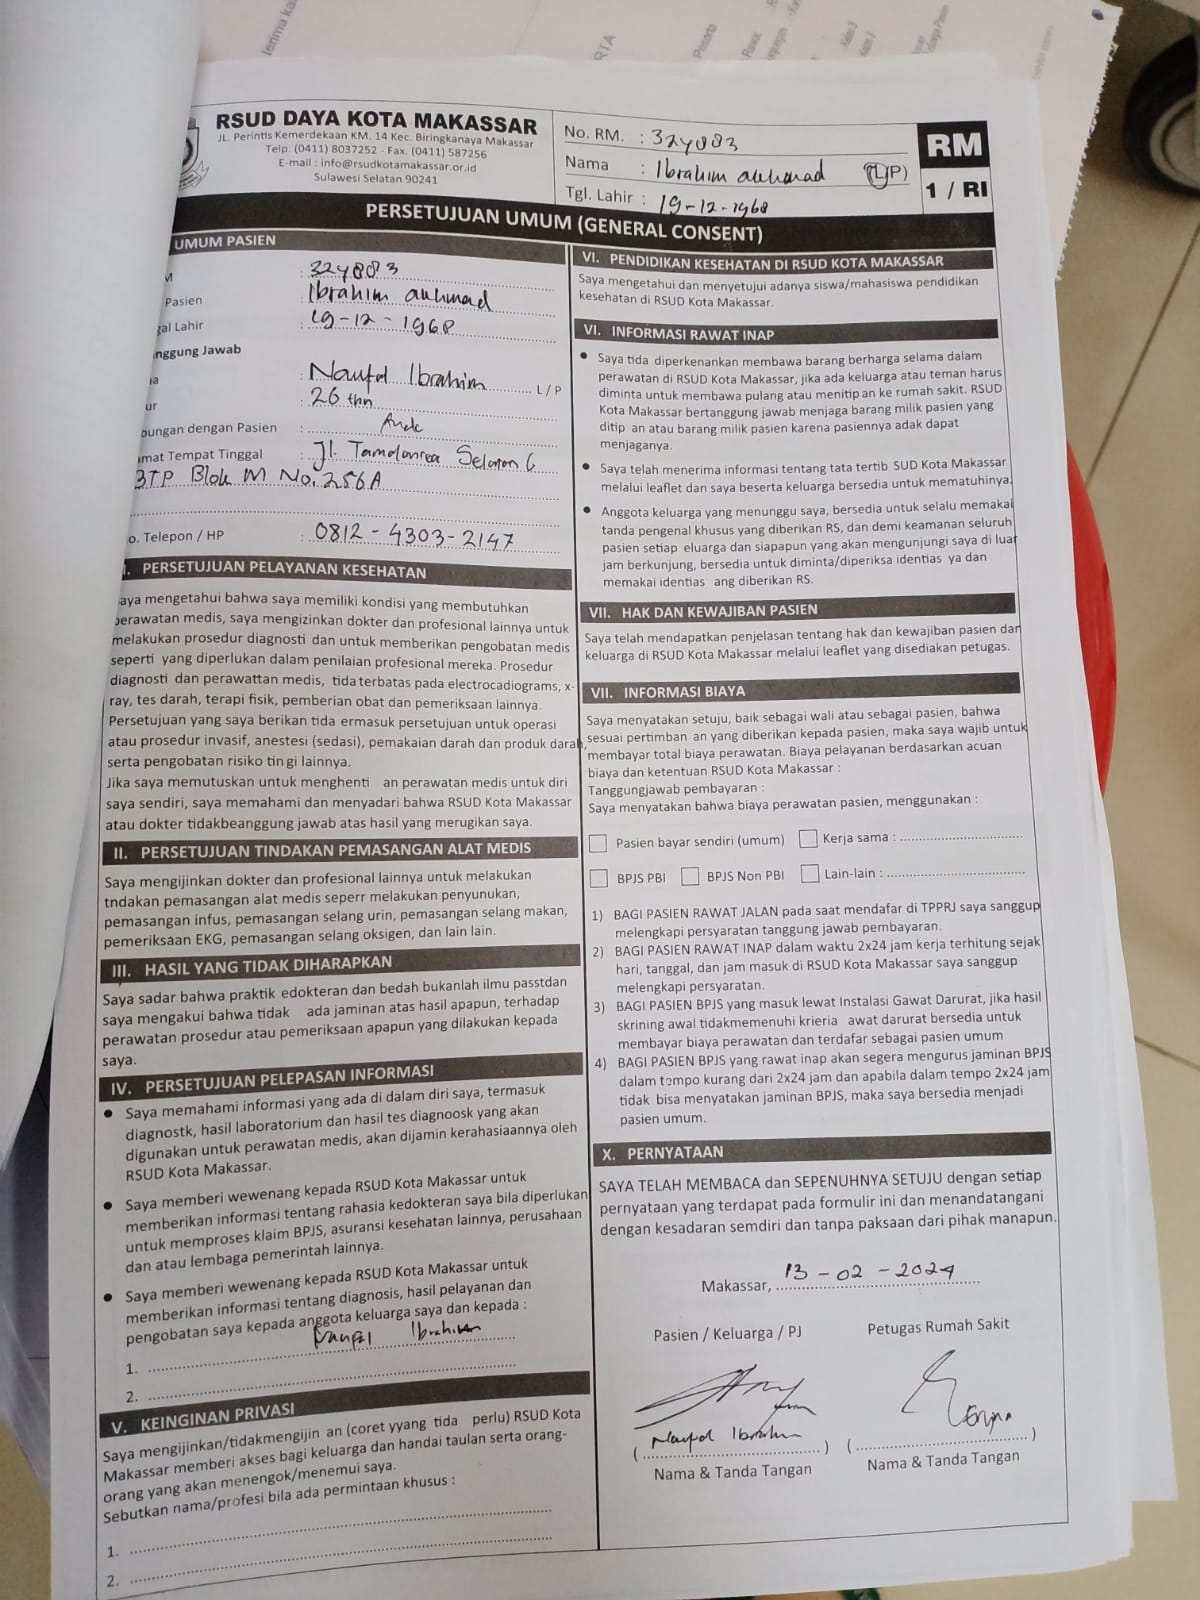 RSUD DAYA KOTA MAKASSAR
JL. Perintis Kemerdekaan KM. 14 Kec. Biringkanaya Makassar
Telp. (0411) 8037252 - Fax. (0411) 587256
E-mail : info@rsudkotamakassar.or.id
Sulawesi Selatan 90241
No. RM. : 324883
Nama : Ibrahim akhmad (L/P)
Tgl. Lahir : 19-12-1968
RM
1 / RI
PERSETUJUAN UMUM (GENERAL CONSENT)
UMUM PASIEN
M : 324883
Pasien : Ibrahim akhmad
gal Lahir : 19-12-1968
nggung Jawab
a : Naufal Ibrahim L / P
ur : 26 thn
bungan dengan Pasien : Anak
mat Tempat Tinggal : Jl. Tamalanrea Selatan 6
BTP Blok M No. 256A
o. Telepon / HP : 0812-4303-2147
I. PERSETUJUAN PELAYANAN KESEHATAN
aya mengetahui bahwa saya memiliki kondisi yang membutuhkan
perawatan medis, saya mengizinkan dokter dan profesional lainnya untuk
melakukan prosedur diagnosti dan untuk memberikan pengobatan medis
seperti yang diperlukan dalam penilaian profesional mereka. Prosedur
diagnosti dan perawattan medis, tida terbatas pada electrocadiograms, x-
ray, tes darah, terapi fisik, pemberian obat dan pemeriksaan lainnya.
Persetujuan yang saya berikan tida ermasuk persetujuan untuk operasi
atau prosedur invasif, anestesi (sedasi), pemakaian darah dan produk darah,
serta pengobatan risiko tin gi lainnya.
Jika saya memutuskan untuk menghenti an perawatan medis untuk diri
saya sendiri, saya memahami dan menyadari bahwa RSUD Kota Makassar
atau dokter tidakbeanggung jawab atas hasil yang merugikan saya.
II. PERSETUJUAN TINDAKAN PEMASANGAN ALAT MEDIS
Saya mengijinkan dokter dan profesional lainnya untuk melakukan
tndakan pemasangan alat medis seperr melakukan penyunukan,
pemasangan infus, pemasangan selang urin, pemasangan selang makan,
pemeriksaan EKG, pemasangan selang oksigen, dan lain lain.
III. HASIL YANG TIDAK DIHARAPKAN
Saya sadar bahwa praktik edokteran dan bedah bukanlah ilmu passtdan
saya mengakui bahwa tidak ada jaminan atas hasil apapun, terhadap
perawatan prosedur atau pemeriksaan apapun yang dilakukan kepada
saya.
IV. PERSETUJUAN PELEPASAN INFORMASI
• Saya memahami informasi yang ada di dalam diri saya, termasuk
diagnostk, hasil laboratorium dan hasil tes diagnoosk yang akan
digunakan untuk perawatan medis, akan dijamin kerahasiaannya oleh
RSUD Kota Makassar.
• Saya memberi wewenang kepada RSUD Kota Makassar untuk
memberikan informasi tentang rahasia kedokteran saya bila diperlukan
untuk memproses klaim BPJS, asuransi kesehatan lainnya, perusahaan
dan atau lembaga pemerintah lainnya.
• Saya memberi wewenang kepada RSUD Kota Makassar untuk
memberikan informasi tentang diagnosis, hasil pelayanan dan
pengobatan saya kepada anggota keluarga saya dan kepada :
1. Naufal Ibrahim
2.
V. KEINGINAN PRIVASI
Saya mengijinkan/tidakmengijin an (coret yyang tida perlu) RSUD Kota
Makassar memberi akses bagi keluarga dan handai taulan serta orang-
orang yang akan menengok/menemui saya.
Sebutkan nama/profesi bila ada permintaan khusus :
1.
2.
VI. PENDIDIKAN KESEHATAN DI RSUD KOTA MAKASSAR
Saya mengetahui dan menyetujui adanya siswa/mahasiswa pendidikan
kesehatan di RSUD Kota Makassar.
VI. INFORMASI RAWAT INAP
• Saya tida diperkenankan membawa barang berharga selama dalam
perawatan di RSUD Kota Makassar, jika ada keluarga atau teman harus
diminta untuk membawa pulang atau menitip an ke rumah sakit. RSUD
Kota Makassar bertanggung jawab menjaga barang milik pasien yang
ditip an atau barang milik pasien karena pasiennya adak dapat
menjaganya.
• Saya telah menerima informasi tentang tata tertib SUD Kota Makassar
melalui leaflet dan saya beserta keluarga bersedia untuk mematuhinya.
• Anggota keluarga yang menunggu saya, bersedia untuk selalu memakai
tanda pengenal khusus yang diberikan RS, dan demi keamanan seluruh
pasien setiap eluarga dan siapapun yang akan mengunjungi saya di luar
jam berkunjung, bersedia untuk diminta/diperiksa identias ya dan
memakai identias ang diberikan RS.
VII. HAK DAN KEWAJIBAN PASIEN
Saya telah mendapatkan penjelasan tentang hak dan kewajiban pasien dan
keluarga di RSUD Kota Makassar melalui leaflet yang disediakan petugas.
VII. INFORMASI BIAYA
Saya menyatakan setuju, baik sebagai wali atau sebagai pasien, bahwa
sesuai pertimban an yang diberikan kepada pasien, maka saya wajib untuk
membayar total biaya perawatan. Biaya pelayanan berdasarkan acuan
biaya dan ketentuan RSUD Kota Makassar :
Tanggungjawab pembayaran :
Saya menyatakan bahwa biaya perawatan pasien, menggunakan :
Pasien bayar sendiri (umum) Kerja sama :
BPJS PBI BPJS Non PBI Lain-lain :
1) BAGI PASIEN RAWAT JALAN pada saat mendafar di TPPRJ saya sanggup
melengkapi persyaratan tanggung jawab pembayaran.
2) BAGI PASIEN RAWAT INAP dalam waktu 2x24 jam kerja terhitung sejak
hari, tanggal, dan jam masuk di RSUD Kota Makassar saya sanggup
melengkapi persyaratan.
3) BAGI PASIEN BPJS yang masuk lewat Instalasi Gawat Darurat, jika hasil
skrining awal tidakmemenuhi krieria awat darurat bersedia untuk
membayar biaya perawatan dan terdafar sebagai pasien umum
4) BAGI PASIEN BPJS yang rawat inap akan segera mengurus jaminan BPJS
dalam tempo kurang dari 2x24 jam dan apabila dalam tempo 2x24 jam
tidak bisa menyatakan jaminan BPJS, maka saya bersedia menjadi
pasien umum.
X. PERNYATAAN
SAYA TELAH MEMBACA dan SEPENUHNYA SETUJU dengan setiap
pernyataan yang terdapat pada formulir ini dan menandatangani
dengan kesadaran semdiri dan tanpa paksaan dari pihak manapun.
Makassar, 13-02-2024
Pasien / Keluarga / PJ Petugas Rumah Sakit
( Naufal Ibrahim ) ( )
Nama & Tanda Tangan Nama & Tanda Tangan